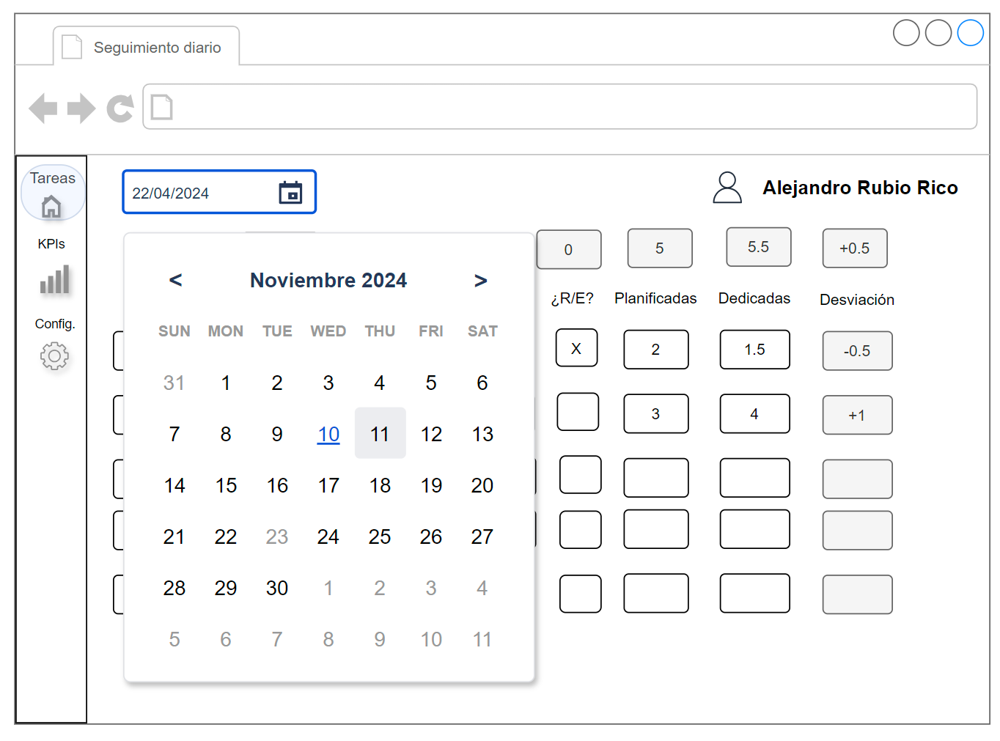 Seguimiento diario
Tareas
KPIs
Config.
22/04/2024
Alejandro Rubio Rico
0 5 5.5 +0.5
¿R/E? Planificadas Dedicadas Desviación
X 2 1.5 -0.5
3 4 +1
< Noviembre 2024 >
SUN MON TUE WED THU FRI SAT
31 1 2 3 4 5 6
7 8 9 10 11 12 13
14 15 16 17 18 19 20
21 22 23 24 25 26 27
28 29 30 1 2 3 4
5 6 7 8 9 10 11